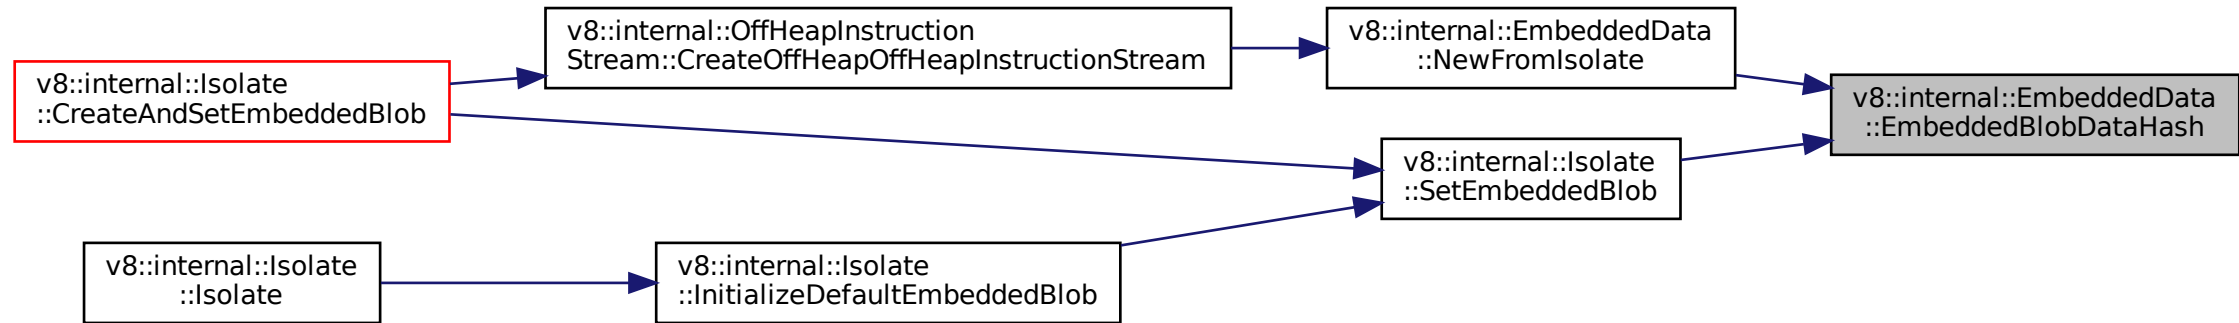 v8::internal::OffHeapInstruction
Stream::CreateOffHeapOffHeapInstructionStream
v8::internal::EmbeddedData
::NewFromIsolate
v8::internal::Isolate
::CreateAndSetEmbeddedBlob
v8::internal::EmbeddedData
::EmbeddedBlobDataHash
v8::internal::Isolate
::SetEmbeddedBlob
v8::internal::Isolate
::Isolate
v8::internal::Isolate
::InitializeDefaultEmbeddedBlob